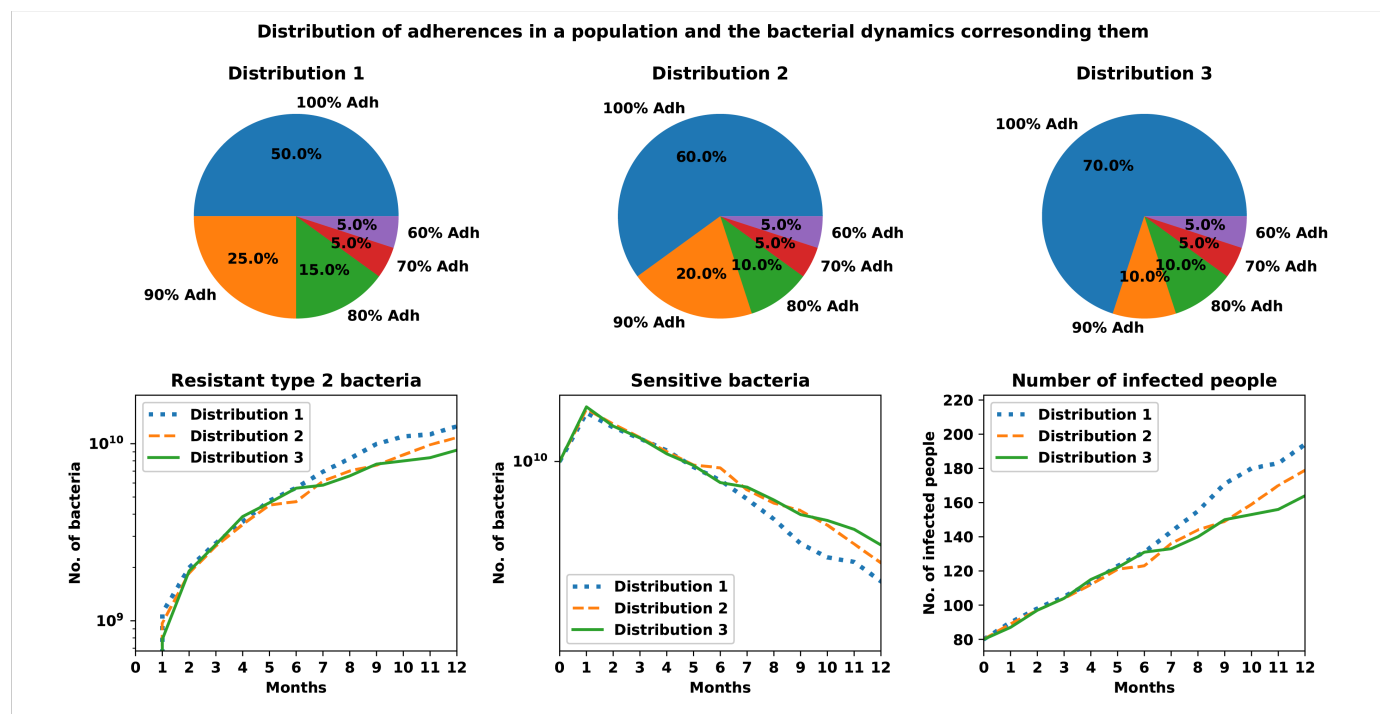 Distribution of adherences in a population and the bacterial dynamics corresonding them
Distribution 1
100% Adh
50.0%
5.0%
60% Adh
5.0%
25.0%
15.0%
70% Adh
90% Adh
80% Adh
Distribution 2
100% Adh
60.0%
5.0%
60% Adh
5.0%
20.0%
10.0%
70% Adh
80% Adh
90% Adh
Distribution 3
100% Adh
70.0%
5.0%
60% Adh
5.0%
10.0%
10.0%
70% Adh
80% Adh
90% Adh
Resistant type 2 bacteria
Distribution 1
Distribution 2
Distribution 3
No. of bacteria
10¹⁰
10⁹
0 1 2 3 4 5 6 7 8 9 10 11 12
Months
Sensitive bacteria
No. of bacteria
10¹⁰
Distribution 1
Distribution 2
Distribution 3
0 1 2 3 4 5 6 7 8 9 10 11 12
Months
Number of infected people
Distribution 1
Distribution 2
Distribution 3
No. of infected people
220
200
180
160
140
120
100
80
0 1 2 3 4 5 6 7 8 9 10 11 12
Months